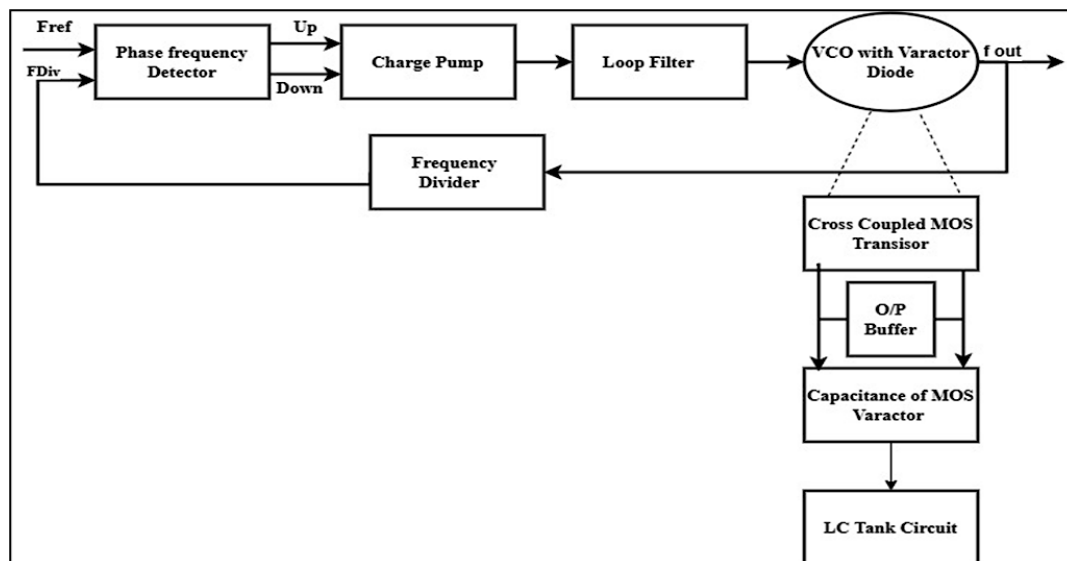 Fref
FDiv
Phase frequency
Detector
Up
Down
Charge Pump
Loop Filter
VCO with Varactor
Diode
f out
Frequency
Divider
Cross Coupled MOS
Transisor
O/P
Buffer
Capacitance of MOS
Varactor
LC Tank Circuit